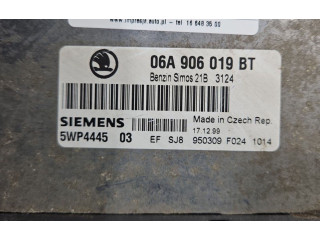 06A 906 019 BT
Benzin Simos 21B 3124
SIEMENS
Made in Czech Rep.
17.12.99
5WP4445 03
EF SJ8
950309 F024 1014